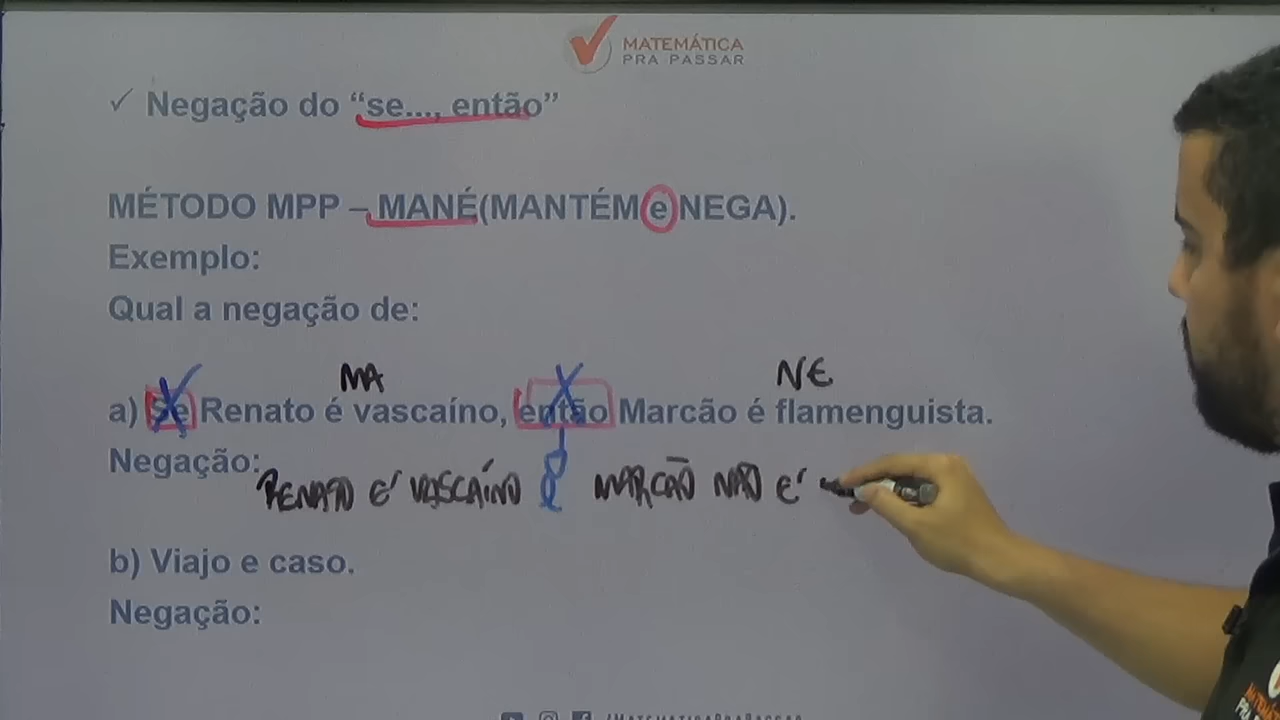 MATEMÁTICA
PRA PASSAR
✓ Negação do “se..., então”
MÉTODO MPP – MANÉ(MANTÉM e NEGA).
Exemplo:
Qual a negação de:
MA NE
a) Se Renato é vascaíno, então Marcão é flamenguista.
Negação:
RENATO É VASCAÍNO e MARCÃO NÃO É
b) Viajo e caso.
Negação:
/MATEMATICAPRAPASSAR